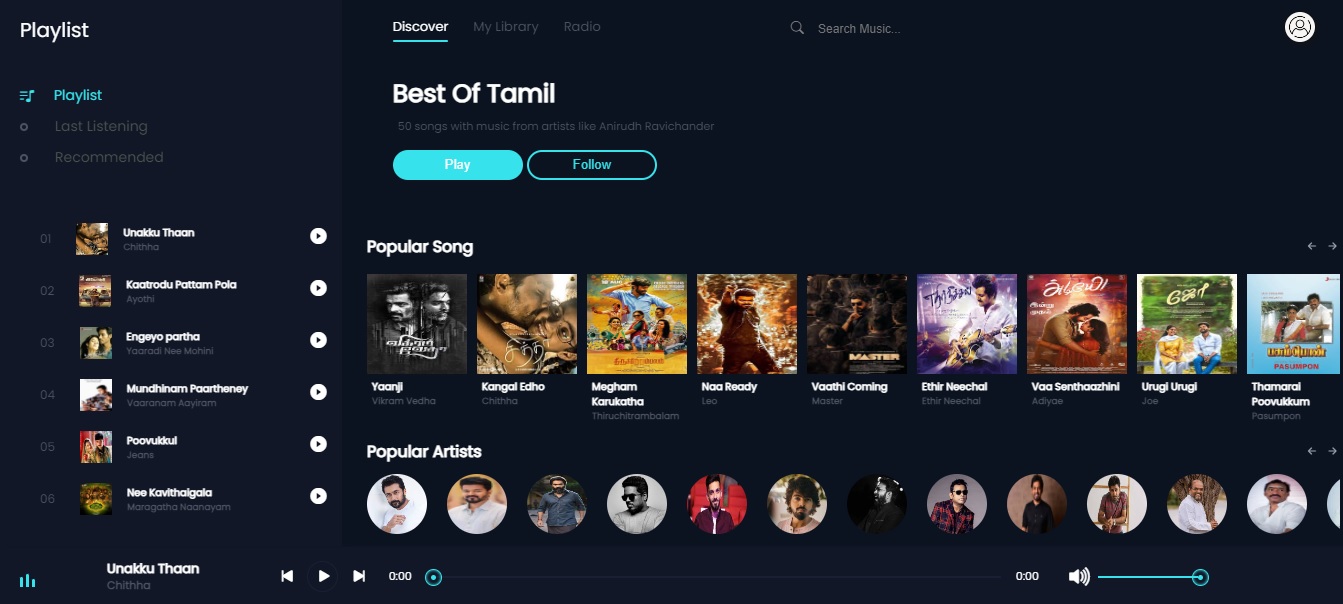 Playlist
Playlist
Last Listening
Recommended
01
Unakku Thaan
Chithha
02
Kaatrodu Pattam Pola
Ayothi
03
Engeyo partha
Yaaradi Nee Mohini
04
Mundhinam Paartheney
Vaaranam Aayiram
05
Poovukkul
Jeans
06
Nee Kavithaigala
Maragatha Naanayam
Discover My Library Radio
Search Music...
Best Of Tamil
50 songs with music from artists like Anirudh Ravichander
Play Follow
Popular Song
சித்தா
MASTER
ஜோ
PASUMPON
Yaanji
Vikram Vedha
Kangal Edho
Chithha
Megham
Karukatha
Thiruchitrambalam
Naa Ready
Leo
Vaathi Coming
Master
Ethir Neechal
Ethir Neechal
Vaa Senthaazhini
Adiyae
Urugi Urugi
Joe
Thamarai
Poovukkum
Pasumpon
Popular Artists
Unakku Thaan
Chithha
0:00 0:00